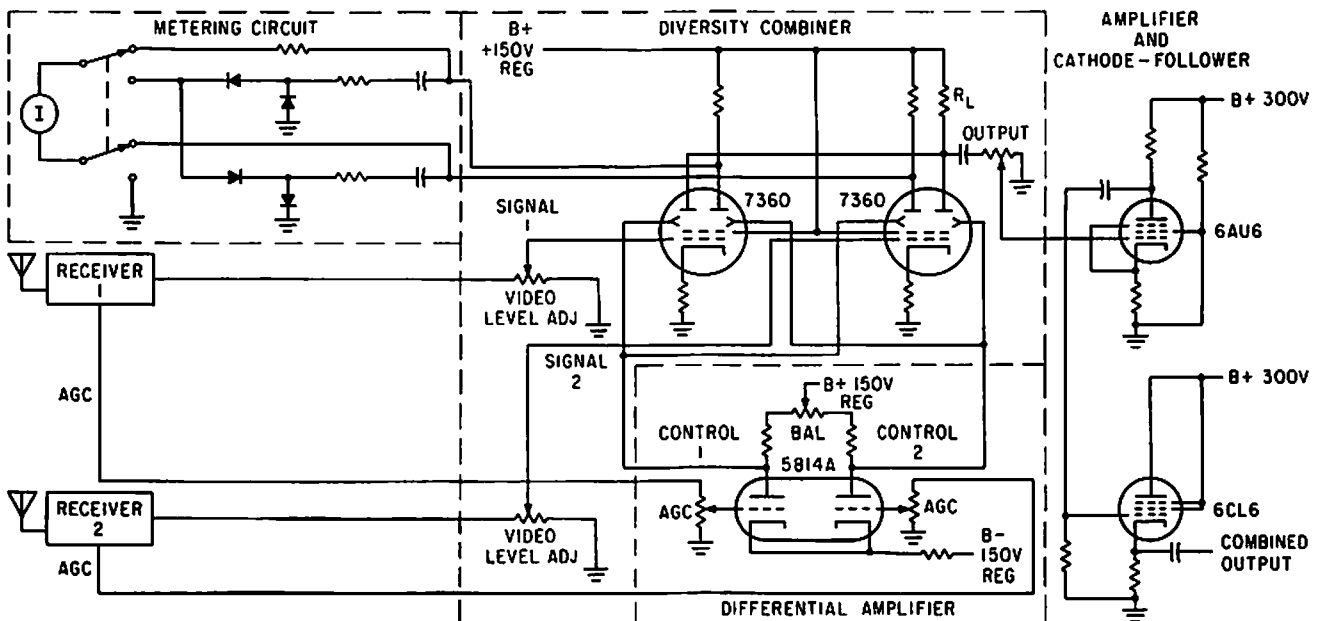 METERING CIRCUIT
I
DIVERSITY COMBINER
B+
+150V
REG
R_L
OUTPUT
7360
7360
AMPLIFIER
AND
CATHODE-FOLLOWER
B+ 300V
6AU6
RECEIVER
1
SIGNAL
1
VIDEO
LEVEL ADJ
SIGNAL
2
AGC
B+ 150V
REG
BAL
CONTROL
1
CONTROL
2
5814A
AGC
AGC
B-
150V
REG
DIFFERENTIAL AMPLIFIER
RECEIVER
2
VIDEO
LEVEL ADJ
AGC
B+ 300V
6CL6
COMBINED
OUTPUT